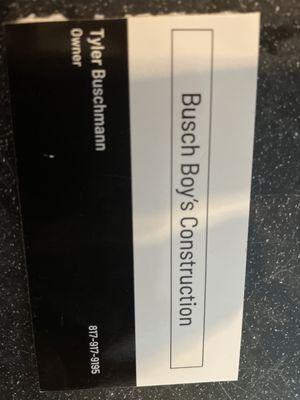 Busch Boy's Construction
Tyler Buschmann
Owner
817-917-9195